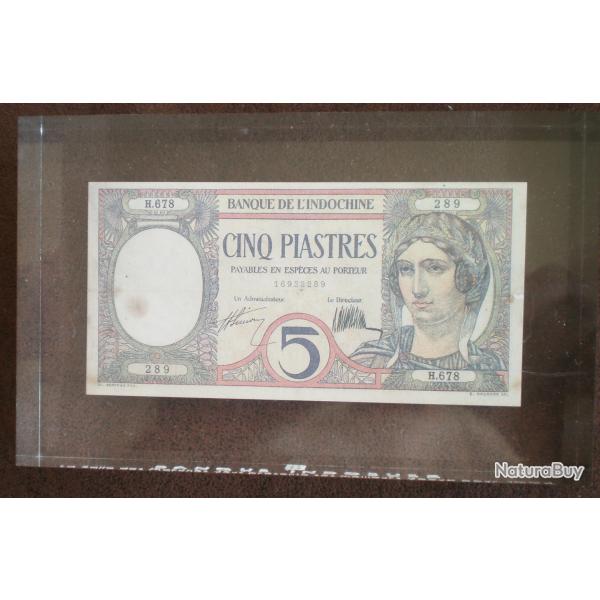 H.678 BANQUE DE L'INDOCHINE 289
CINQ PIASTRES
PAYABLES EN ESPÈCES AU PORTEUR
16932289
Un Administrateur Le Directeur
5
289 H.678
NaturaBuy